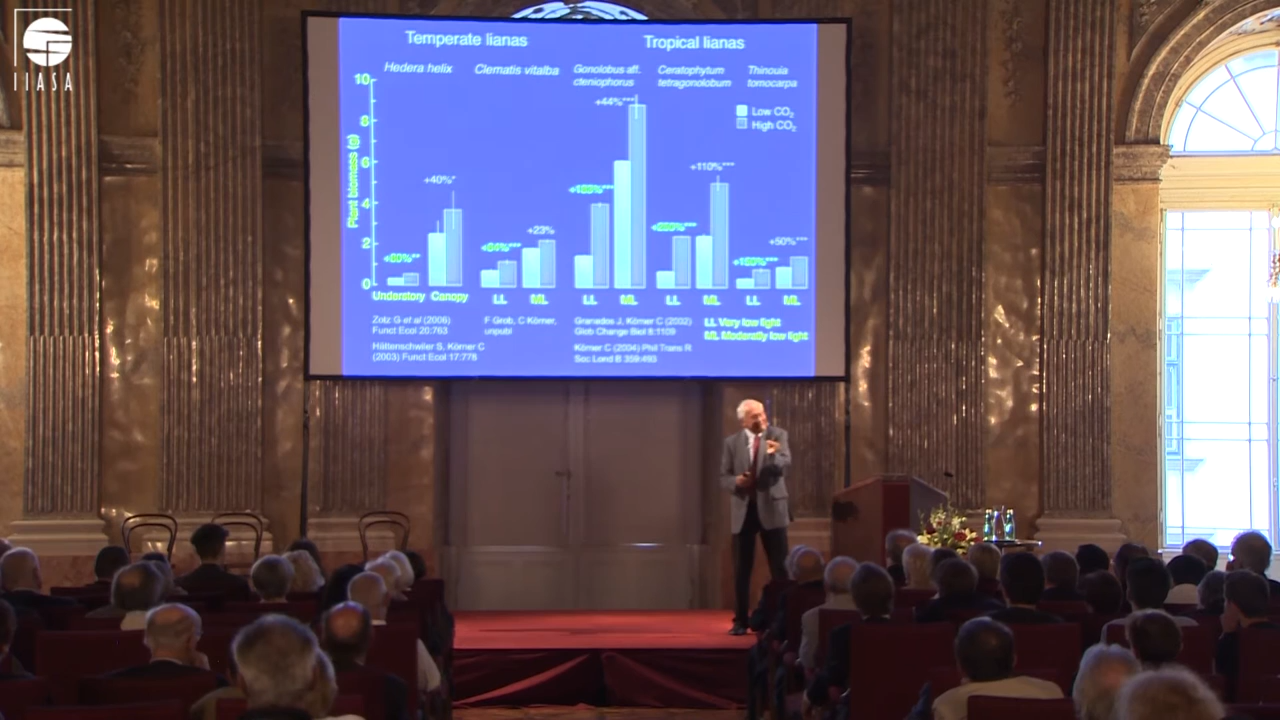 IIASA
Temperate lianas
Tropical lianas
Hedera helix
Clematis vitalba
Gonolobus aff. cteniophorus
Ceratophytum tetragonolobum
Thinouia tomocarpa
Low CO₂
High CO₂
Plant biomass (g)
10
8
6
4
2
0
+40%*
+23%
+44%***
+110%***
+50%***
Understory
Canopy
LL
ML
LL
ML
LL
ML
LL
ML
Zotz G et al (2006)
Funct Ecol 20:763
Hättenschwiler S, Körner C
(2003) Funct Ecol 17:778
F Grob, C Körner,
unpubl
Granados J, Körner C (2002)
Glob Change Biol 8:1109
Körner C (2004) Phil Trans R
Soc Lond B 359:493
LL Very low light
ML Moderatly low light